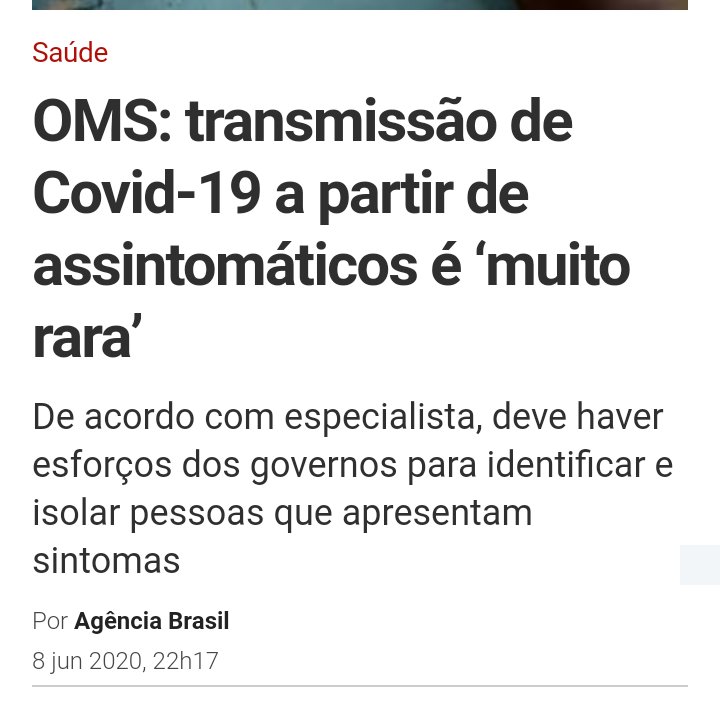 Saúde
OMS: transmissão de
Covid-19 a partir de
assintomáticos é ‘muito
rara’
De acordo com especialista, deve haver
esforços dos governos para identificar e
isolar pessoas que apresentam
sintomas
Por Agência Brasil
8 jun 2020, 22h17